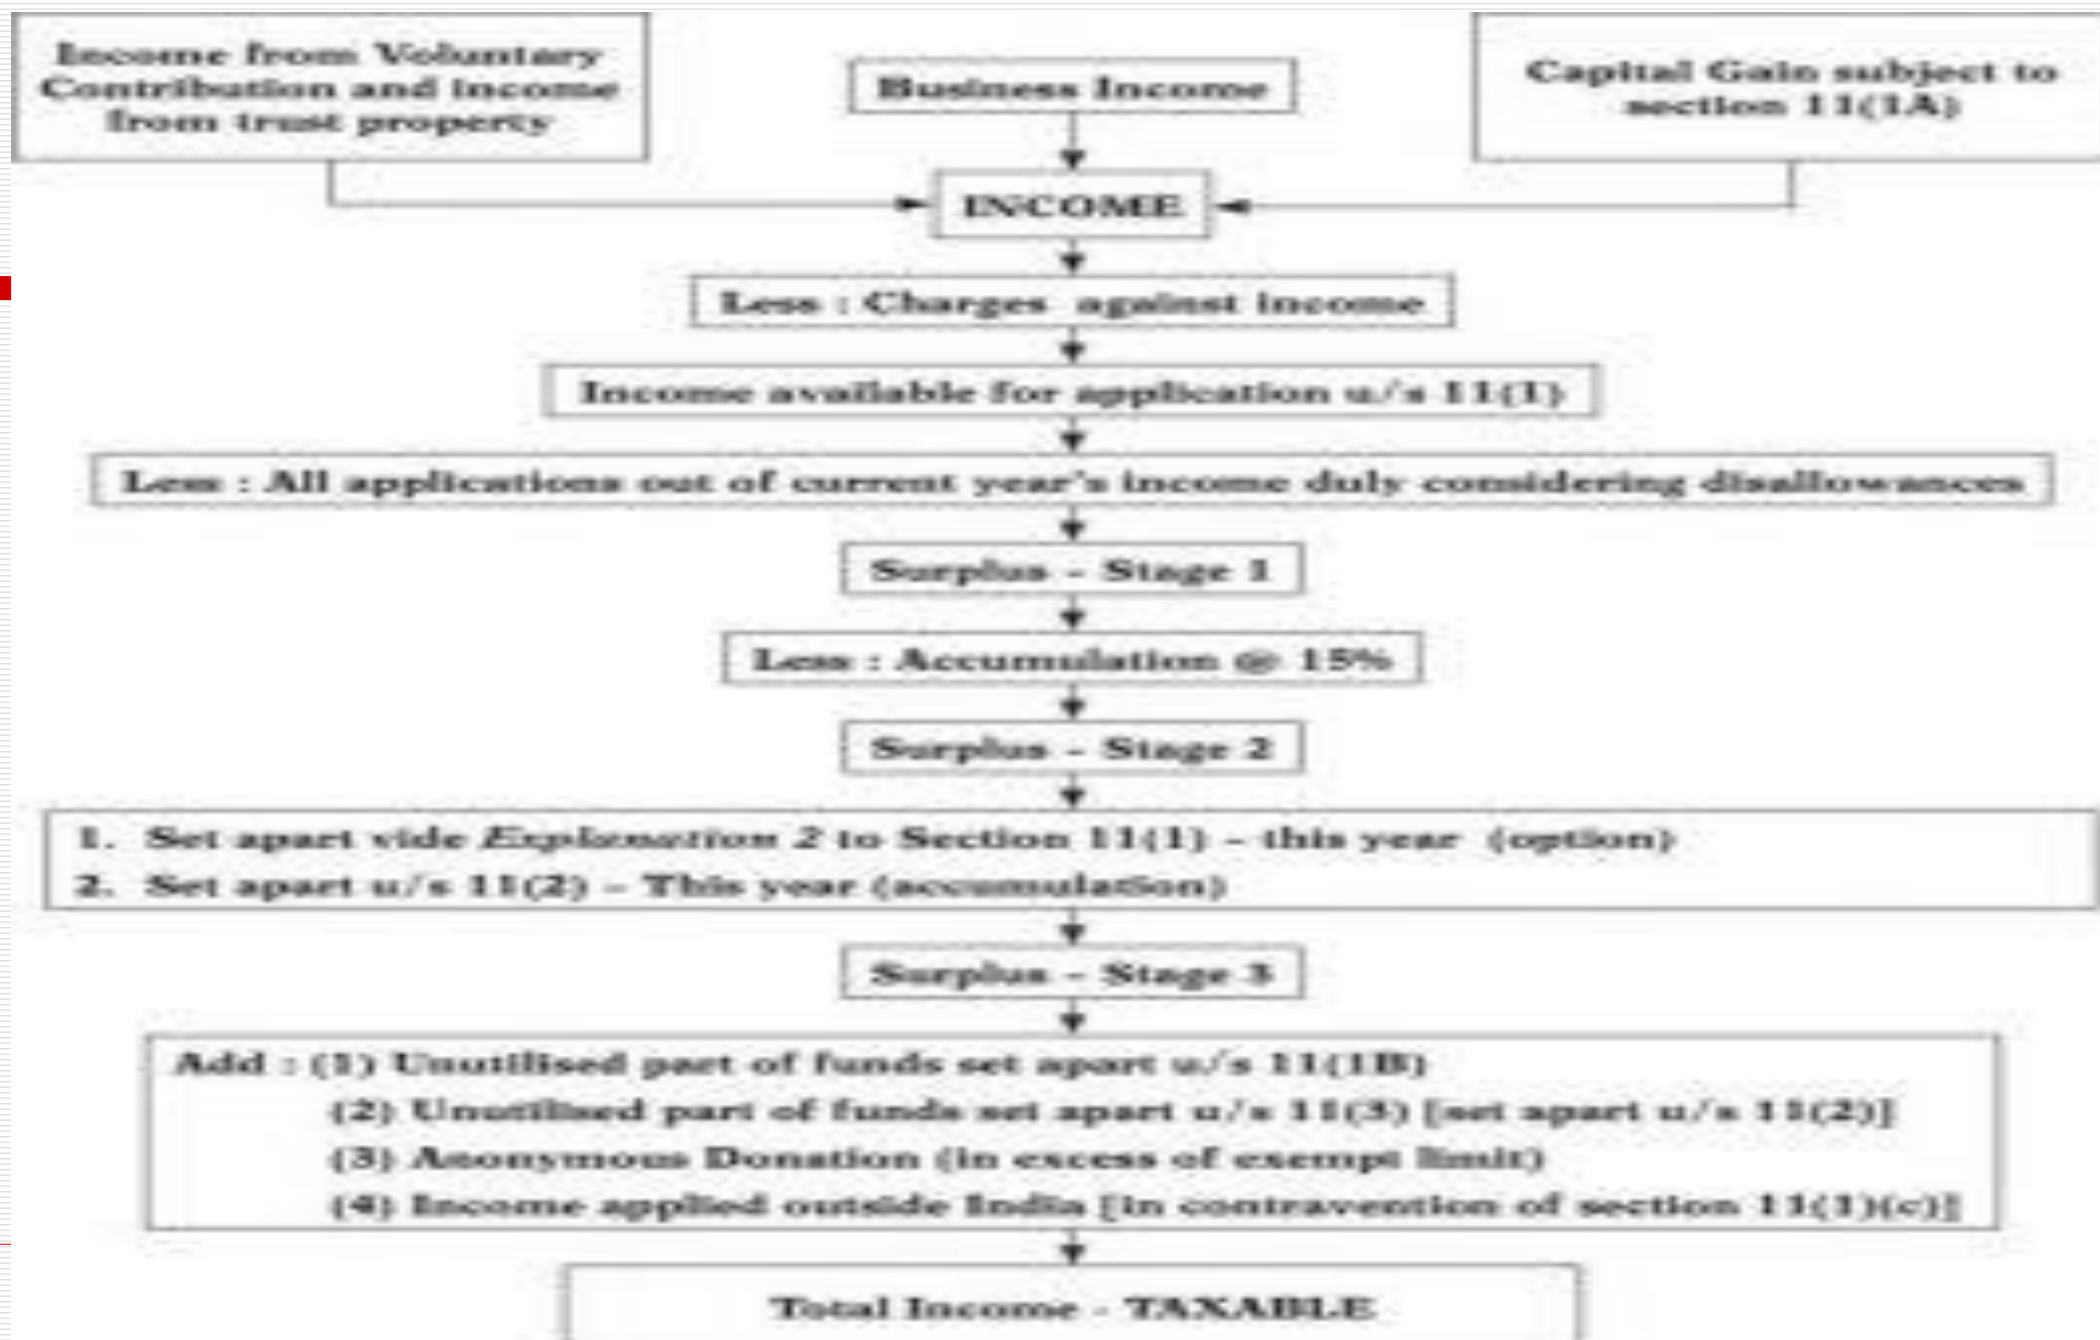 Income from Voluntary
Contribution and income
from trust property
Business Income
Capital Gain subject to
section 11(1A)
INCOME
Less : Charges against income
Income available for application u/s 11(1)
Less : All applications out of current year's income duly considering disallowances
Surplus - Stage 1
Less : Accumulation @ 15%
Surplus - Stage 2
1. Set apart vide Explanation 2 to Section 11(1) - this year (option)
2. Set apart u/s 11(2) - This year (accumulation)
Surplus - Stage 3
Add : (1) Unutilised part of funds set apart u/s 11(1B)
(2) Unutilised part of funds set apart u/s 11(3) [set apart u/s 11(2)]
(3) Anonymous Donation (in excess of exempt limit)
(4) Income applied outside India [in contravention of section 11(1)(c)]
Total Income - TAXABLE